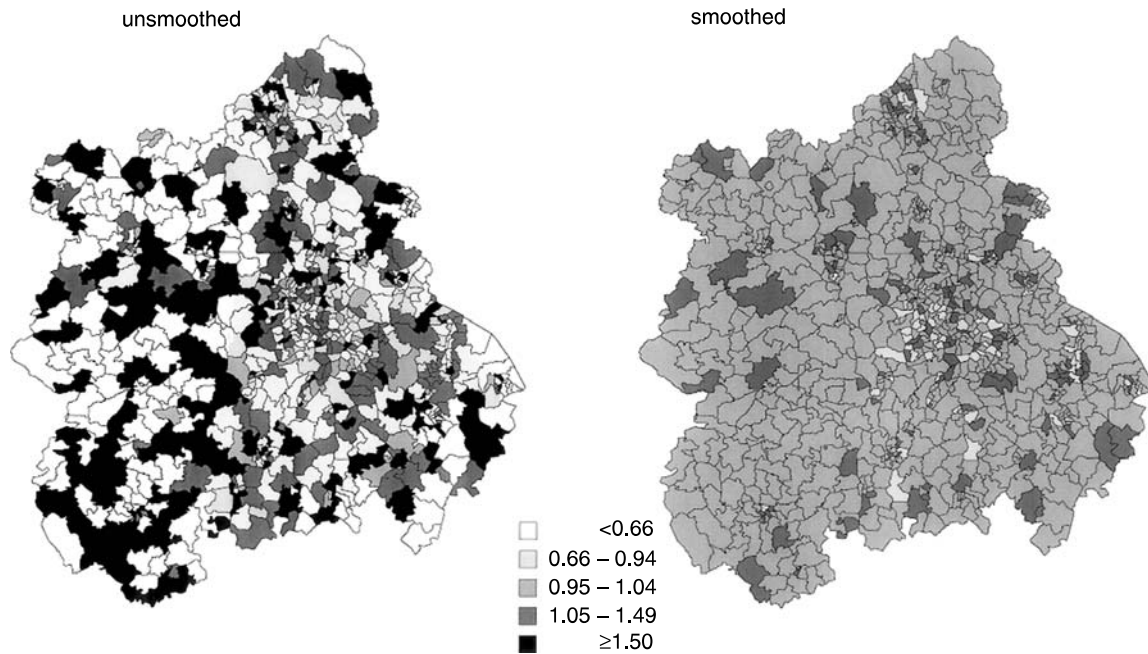 unsmoothed
smoothed
<0.66
0.66 – 0.94
0.95 – 1.04
1.05 – 1.49
≥1.50